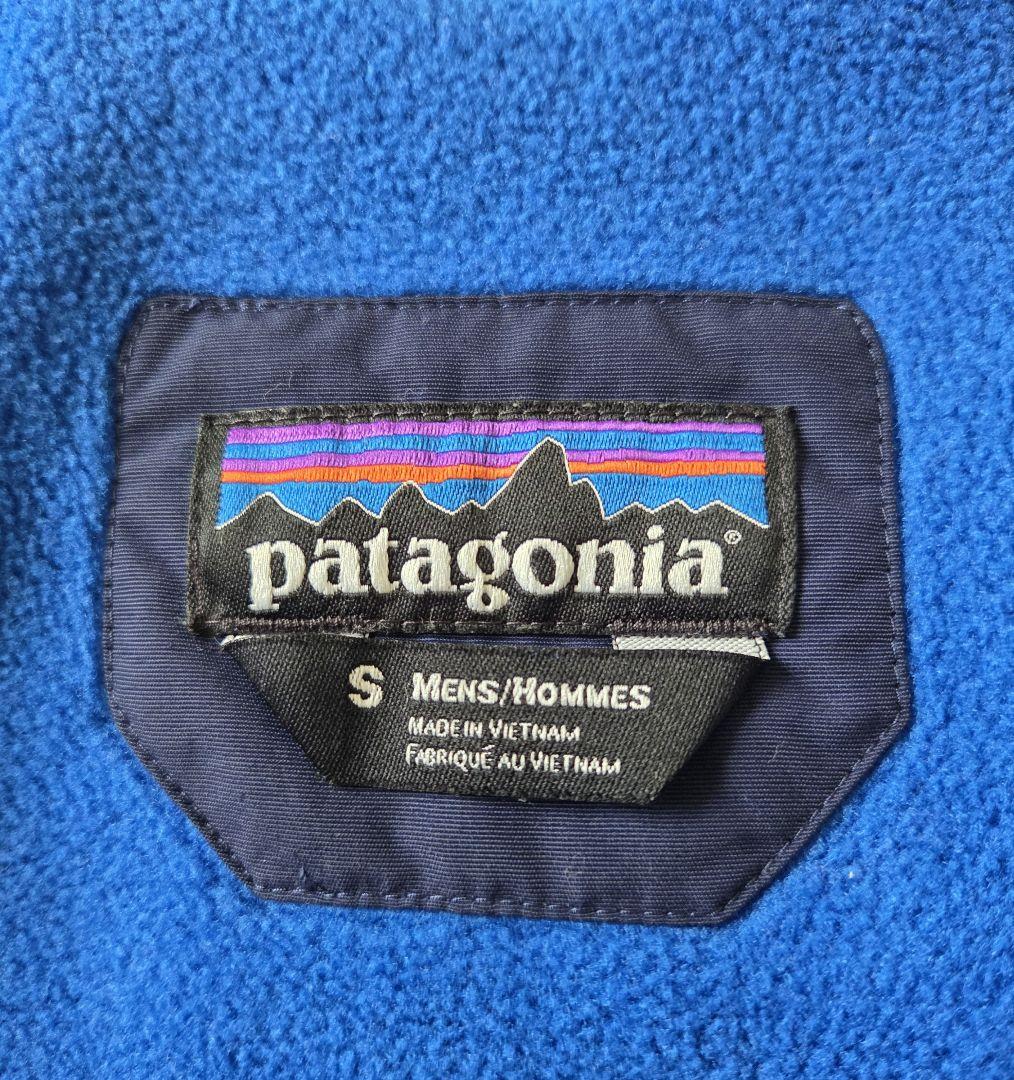 patagonia®
S MENS/HOMMES
MADE IN VIETNAM
FABRIQUÉ AU VIETNAM